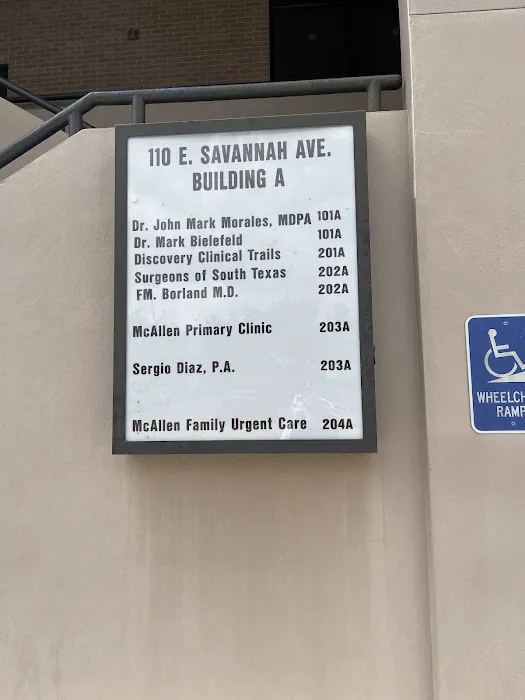 110 E. SAVANNAH AVE.
BUILDING A
Dr. John Mark Morales, MDPA 101A
Dr. Mark Bielefeld 101A
Discovery Clinical Trails 201A
Surgeons of South Texas 202A
FM. Borland M.D. 202A
McAllen Primary Clinic 203A
Sergio Diaz, P.A. 203A
McAllen Family Urgent Care 204A
RAMP